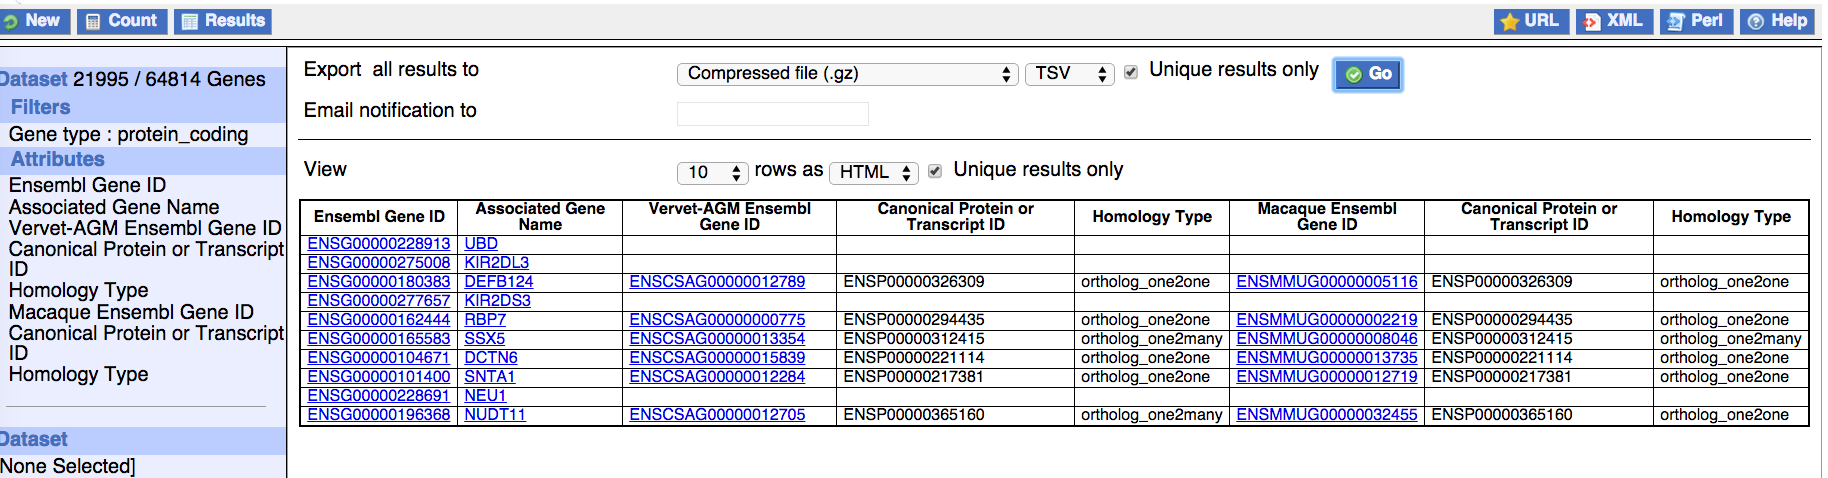 New Count Results URL XML Perl Help
Dataset 21995 / 64814 Genes
Filters
Gene type : protein_coding
Attributes
Ensembl Gene ID
Associated Gene Name
Vervet-AGM Ensembl Gene ID
Canonical Protein or Transcript
ID
Homology Type
Macaque Ensembl Gene ID
Canonical Protein or Transcript
ID
Homology Type
Dataset
[None Selected]
Export all results to Compressed file (.gz) TSV Unique results only Go
Email notification to
View 10 rows as HTML Unique results only
Ensembl Gene ID Associated Gene Name Vervet-AGM Ensembl Gene ID Canonical Protein or Transcript ID Homology Type Macaque Ensembl Gene ID Canonical Protein or Transcript ID Homology Type
ENSG00000228913 UBD
ENSG00000275008 KIR2DL3
ENSG00000180383 DEFB124 ENSCSAG00000012789 ENSP00000326309 ortholog_one2one ENSMMUG00000005116 ENSP00000326309 ortholog_one2one
ENSG00000277657 KIR2DS3
ENSG00000162444 RBP7 ENSCSAG00000000775 ENSP00000294435 ortholog_one2one ENSMMUG00000002219 ENSP00000294435 ortholog_one2one
ENSG00000165583 SSX5 ENSCSAG00000013354 ENSP00000312415 ortholog_one2many ENSMMUG00000008046 ENSP00000312415 ortholog_one2many
ENSG00000104671 DCTN6 ENSCSAG00000015839 ENSP00000221114 ortholog_one2one ENSMMUG00000013735 ENSP00000221114 ortholog_one2one
ENSG00000101400 SNTA1 ENSCSAG00000012284 ENSP00000217381 ortholog_one2one ENSMMUG00000012719 ENSP00000217381 ortholog_one2one
ENSG00000228691 NEU1
ENSG00000196368 NUDT11 ENSCSAG00000012705 ENSP00000365160 ortholog_one2many ENSMMUG00000032455 ENSP00000365160 ortholog_one2one